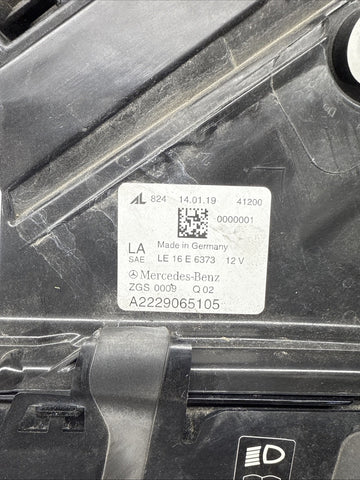 AL 824 14.01.19 41200
0000001
LA Made in Germany
SAE LE 16 E 6373 12 V
Mercedes-Benz
ZGS 0009 Q 02
A2229065105